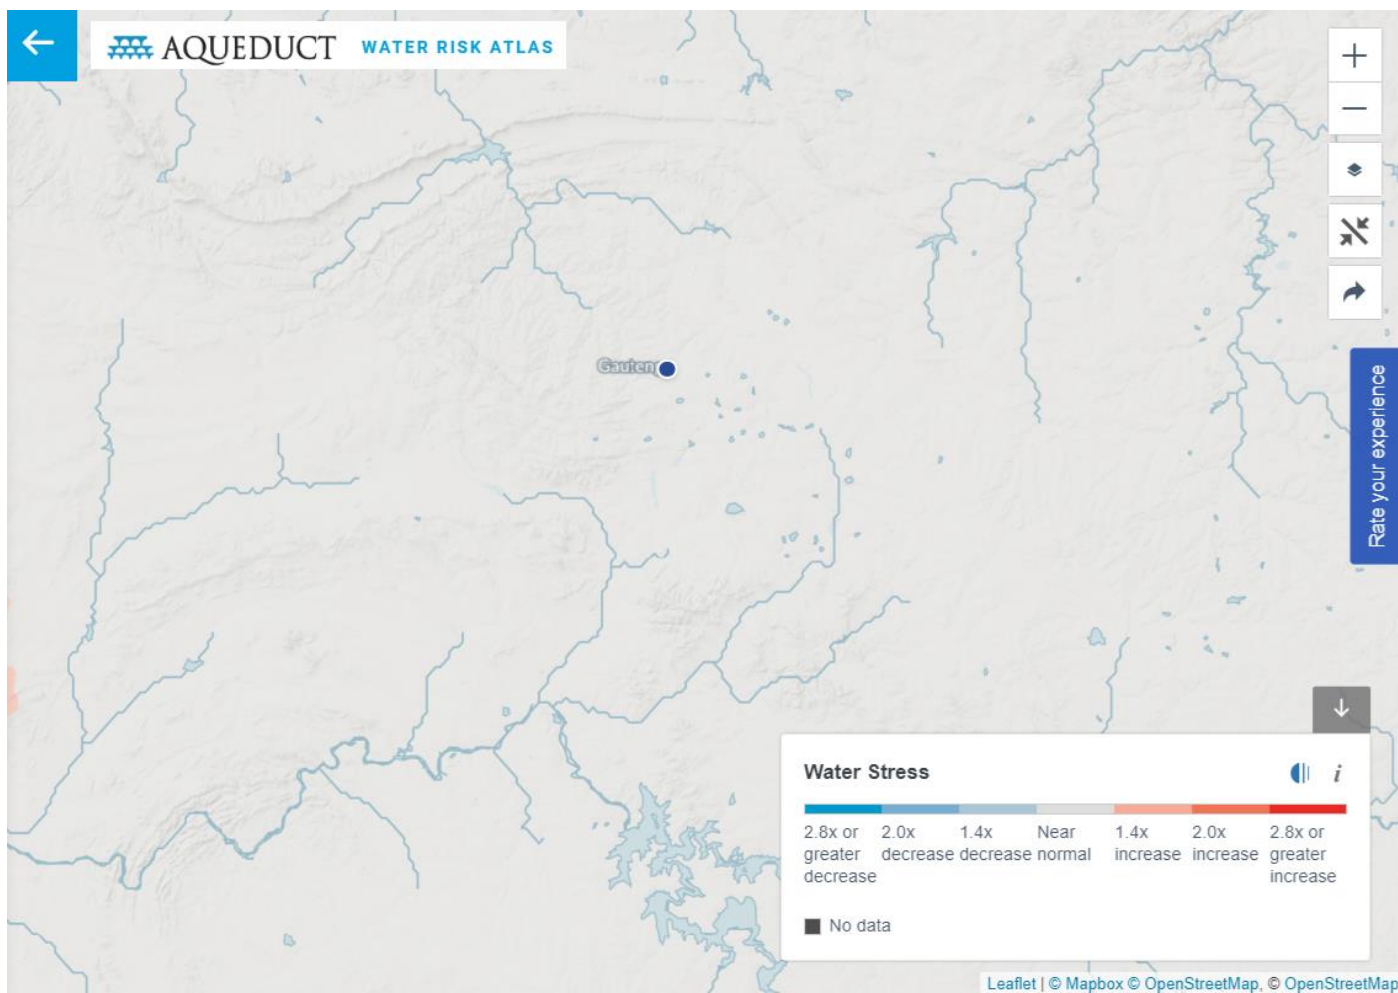 AQUEDUCT WATER RISK ATLAS
Gauteng
Rate your experience
Water Stress
2.8x or greater decrease
2.0x decrease
1.4x decrease
Near normal
1.4x increase
2.0x increase
2.8x or greater increase
No data
Leaflet | © Mapbox © OpenStreetMap, © OpenStreetMap